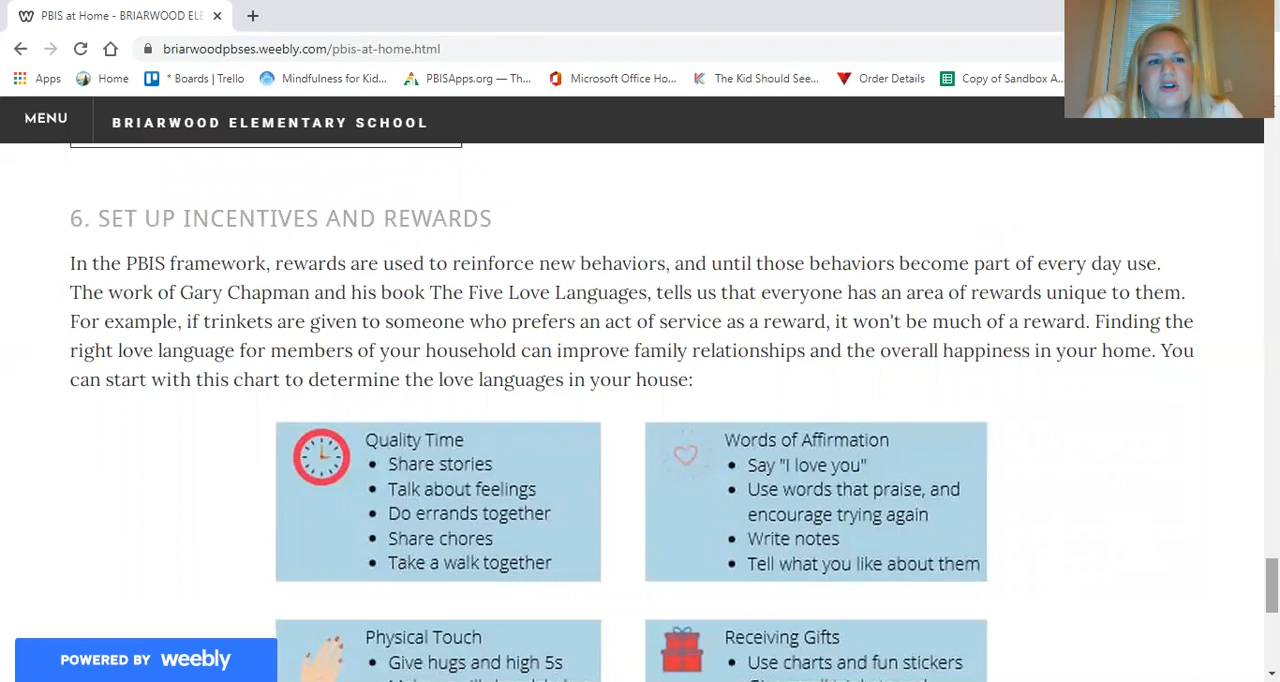 PBIS at Home - BRIARWOOD ELE
briarwoodpbses.weebly.com/pbis-at-home.html
Apps Home * Boards | Trello Mindfulness for Kid... PBISApps.org — Th... Microsoft Office Ho... The Kid Should See... Order Details Copy of Sandbox A...
MENU BRIARWOOD ELEMENTARY SCHOOL
6. SET UP INCENTIVES AND REWARDS
In the PBIS framework, rewards are used to reinforce new behaviors, and until those behaviors become part of every day use.
The work of Gary Chapman and his book The Five Love Languages, tells us that everyone has an area of rewards unique to them.
For example, if trinkets are given to someone who prefers an act of service as a reward, it won't be much of a reward. Finding the
right love language for members of your household can improve family relationships and the overall happiness in your home. You
can start with this chart to determine the love languages in your house:
Quality Time
• Share stories
• Talk about feelings
• Do errands together
• Share chores
• Take a walk together
Words of Affirmation
• Say "I love you"
• Use words that praise, and
encourage trying again
• Write notes
• Tell what you like about them
Physical Touch
• Give hugs and high 5s
Receiving Gifts
• Use charts and fun stickers
POWERED BY weebly